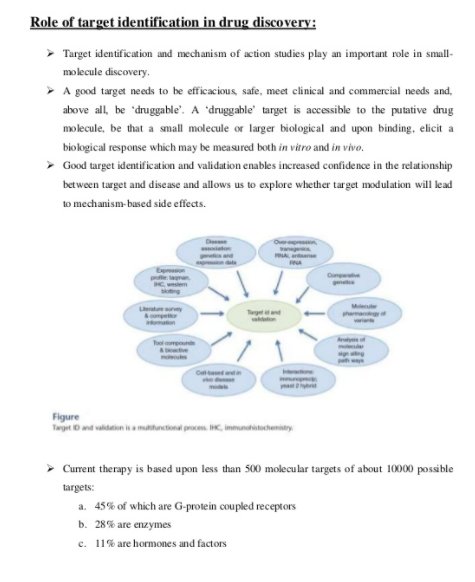 Role of target identification in drug discovery:
➤ Target identification and mechanism of action studies play an important role in small-
molecule discovery.
➤ A good target needs to be efficacious, safe, meet clinical and commercial needs and,
above all, be ‘druggable’. A ‘druggable’ target is accessible to the putative drug
molecule, be that a small molecule or larger biological and upon binding, elicit a
biological response which may be measured both in vitro and in vivo.
➤ Good target identification and validation enables increased confidence in the relationship
between target and disease and allows us to explore whether target modulation will lead
to mechanism-based side effects.
Disease
association:
genetics and
expression data
Over-expression,
transgenics,
RNAi, antisense
RNA
Expression
profile: taqman,
IHC, western
blotting
Comparative
genetics
Literature survey
& competitor
information
Target id and
validation
Molecular
pharmacology of
variants
Tool compounds
& bioactive
molecules
Analysis of
molecular
signalling
pathways
Cell-based and in
vivo disease
models
Interactions:
immunoprecip;
yeast 2 hybrid
Figure
Target ID and validation is a multifunctional process. IHC, immunohistochemistry.
➤ Current therapy is based upon less than 500 molecular targets of about 10000 possible
targets:
a. 45% of which are G-protein coupled receptors
b. 28% are enzymes
c. 11% are hormones and factors